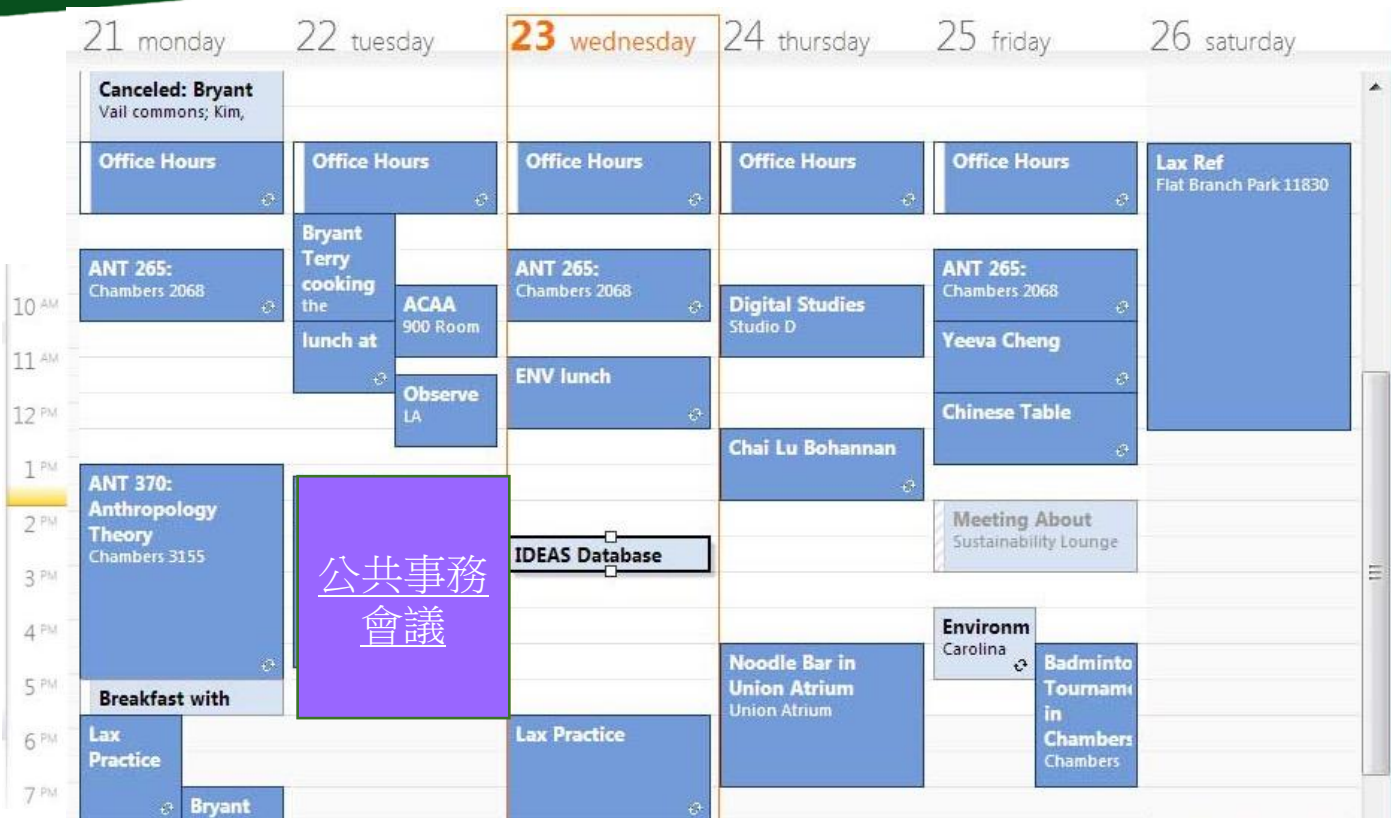 21 monday
22 tuesday
23 wednesday
24 thursday
25 friday
26 saturday
Canceled: Bryant
Vail commons; Kim,
Office Hours
Office Hours
Office Hours
Office Hours
Office Hours
Lax Ref
Flat Branch Park 11830
Bryant
Terry
cooking
the
ANT 265:
Chambers 2068
ANT 265:
Chambers 2068
ANT 265:
Chambers 2068
10 AM
ACAA
900 Room
Digital Studies
Studio D
lunch at
Yeeva Cheng
11 AM
ENV lunch
Observe
LA
12 PM
Chinese Table
Chai Lu Bohannan
1 PM
ANT 370:
Anthropology
Theory
Chambers 3155
2 PM
Meeting About
Sustainability Lounge
IDEAS Database
3 PM
公共事務
會議
4 PM
Environm
Carolina
Noodle Bar in
Union Atrium
Union Atrium
Badminto
Tourname
in
Chambers
Chambers
5 PM
Breakfast with
Lax
Practice
Lax Practice
6 PM
7 PM
Bryant